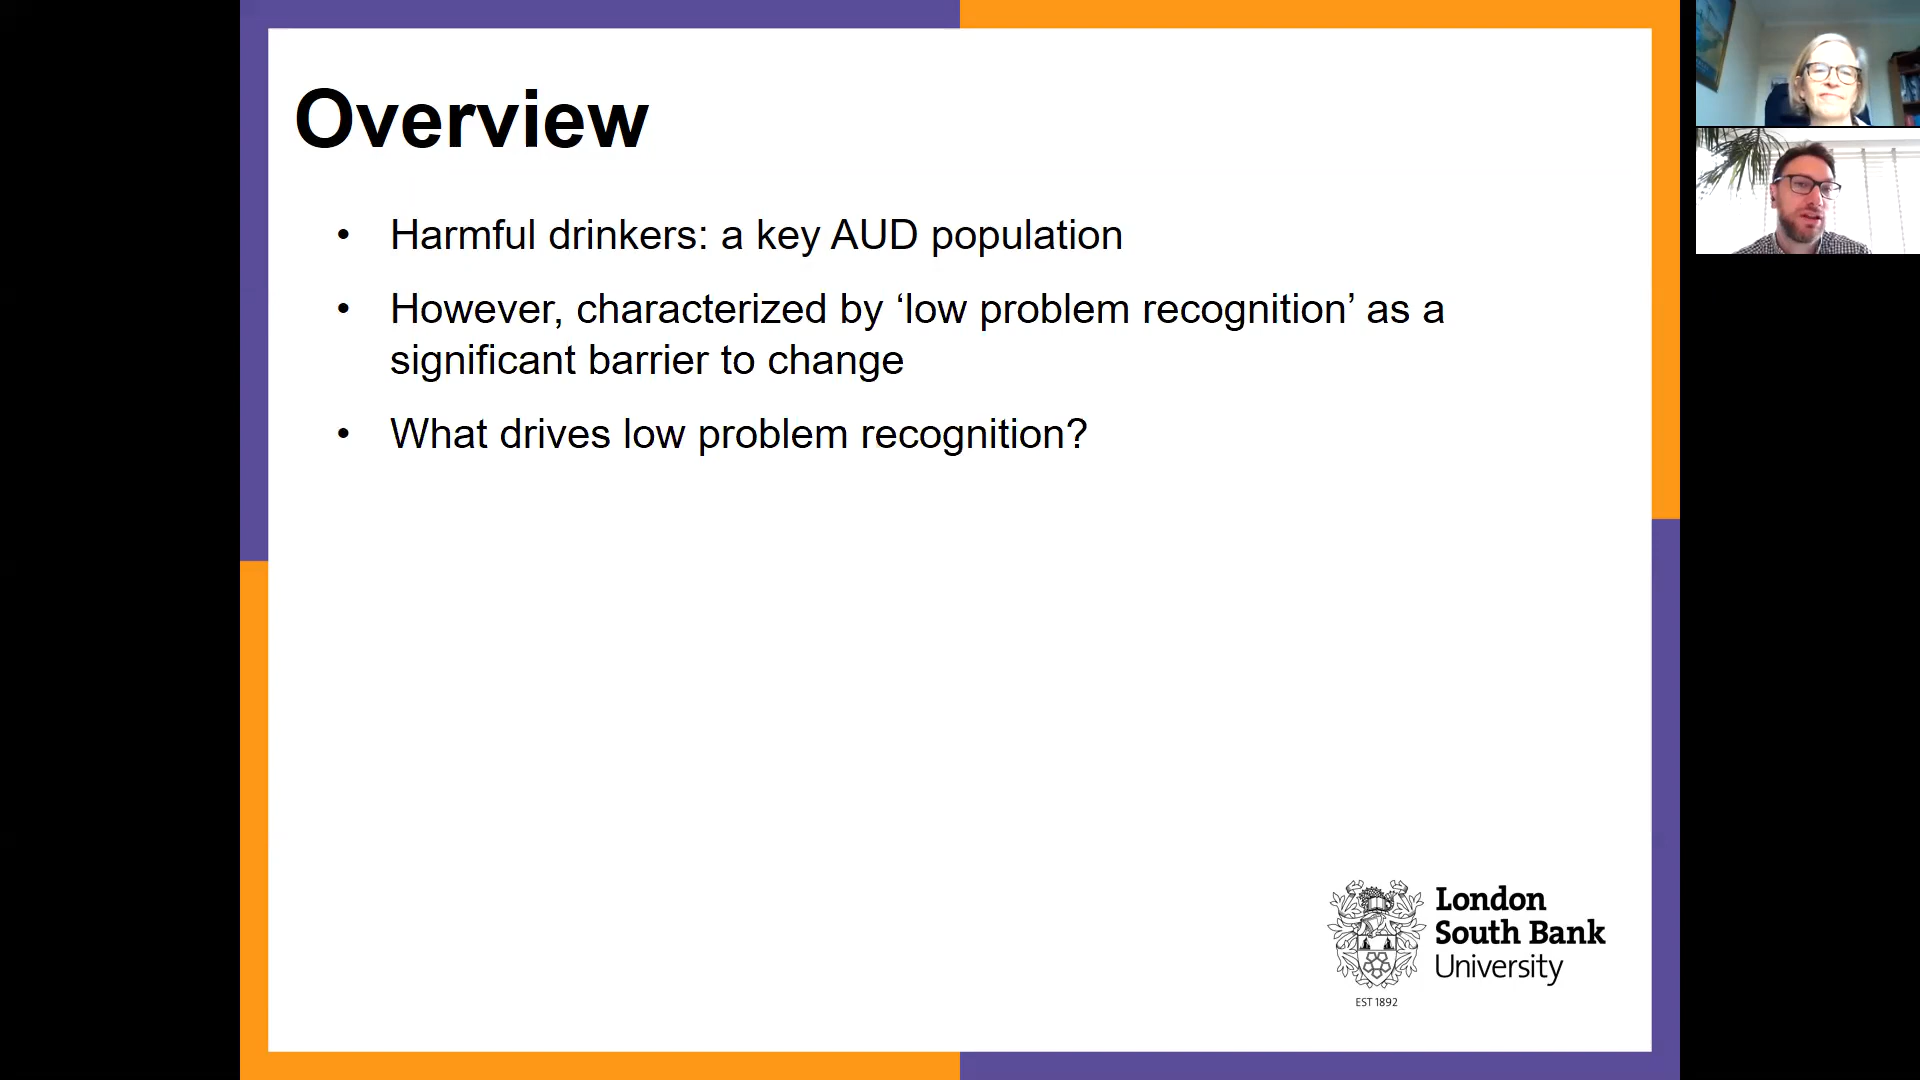 Overview
• Harmful drinkers: a key AUD population
• However, characterized by ‘low problem recognition’ as a
significant barrier to change
• What drives low problem recognition?
London
South Bank
University
EST 1892